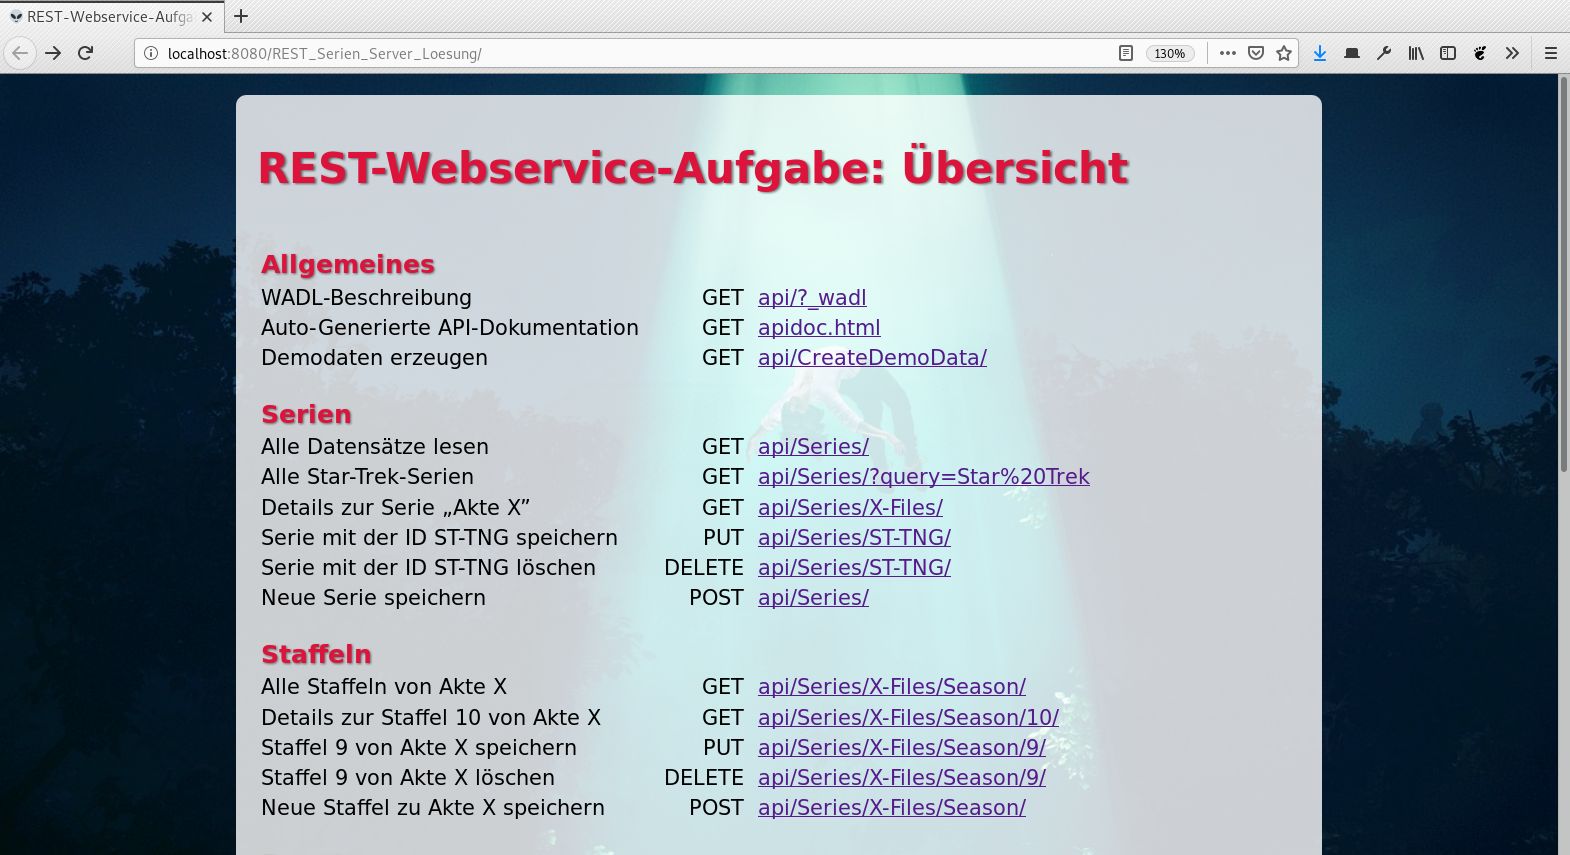 REST-Webservice-Aufga
localhost:8080/REST_Serien_Server_Loesung/ 130%
REST-Webservice-Aufgabe: Übersicht
Allgemeines
WADL-Beschreibung GET api/?_wadl
Auto-Generierte API-Dokumentation GET apidoc.html
Demodaten erzeugen GET api/CreateDemoData/
Serien
Alle Datensätze lesen GET api/Series/
Alle Star-Trek-Serien GET api/Series/?query=Star%20Trek
Details zur Serie „Akte X” GET api/Series/X-Files/
Serie mit der ID ST-TNG speichern PUT api/Series/ST-TNG/
Serie mit der ID ST-TNG löschen DELETE api/Series/ST-TNG/
Neue Serie speichern POST api/Series/
Staffeln
Alle Staffeln von Akte X GET api/Series/X-Files/Season/
Details zur Staffel 10 von Akte X GET api/Series/X-Files/Season/10/
Staffel 9 von Akte X speichern PUT api/Series/X-Files/Season/9/
Staffel 9 von Akte X löschen DELETE api/Series/X-Files/Season/9/
Neue Staffel zu Akte X speichern POST api/Series/X-Files/Season/